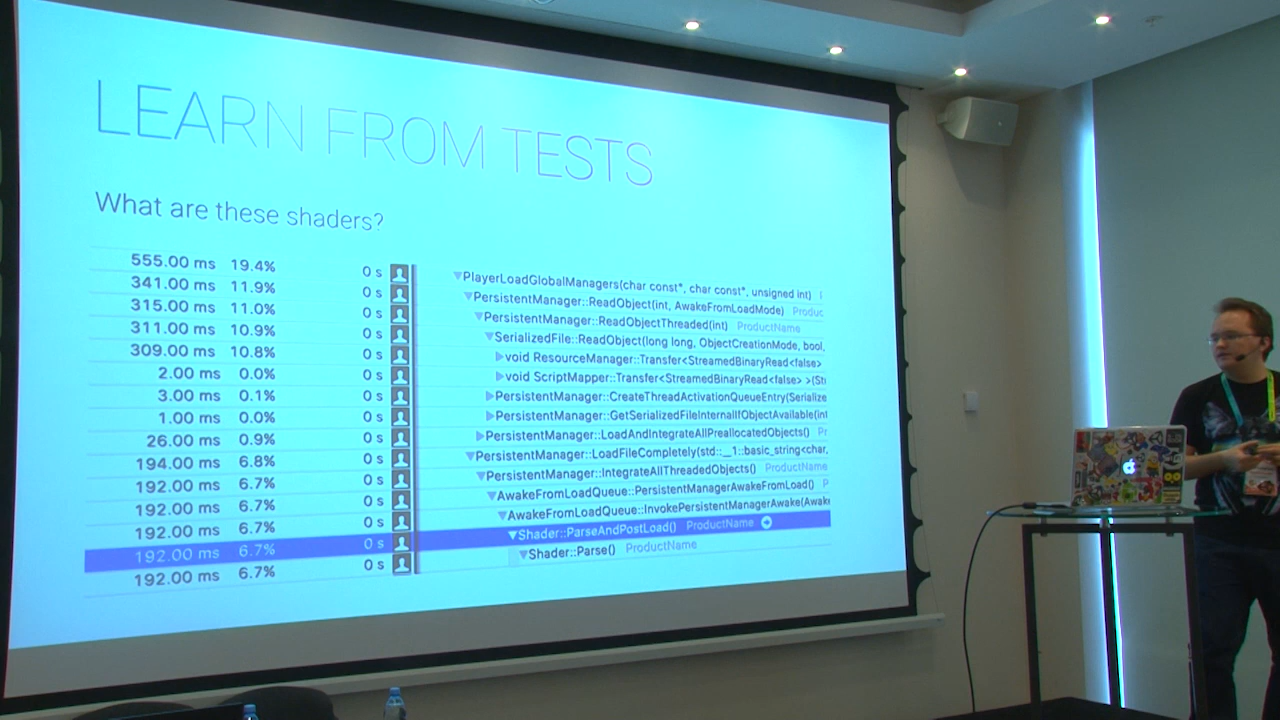 LEARN FROM TESTS
What are these shaders?
555.00 ms 19.4% 0 s PlayerLoadGlobalManagers(char const*, char const*, unsigned int)
341.00 ms 11.9% 0 s PersistentManager::ReadObject(int, AwakeFromLoadMode) Produc
315.00 ms 11.0% 0 s PersistentManager::ReadObjectThreaded(int) ProductName
311.00 ms 10.9% 0 s SerializedFile::ReadObject(long long, ObjectCreationMode, bool,
309.00 ms 10.8% 0 s void ResourceManager::Transfer<StreamedBinaryRead<false>
2.00 ms 0.0% 0 s void ScriptMapper::Transfer<StreamedBinaryRead<false> >(St
3.00 ms 0.1% 0 s PersistentManager::CreateThreadActivationQueueEntry(Serialize
1.00 ms 0.0% 0 s PersistentManager::GetSerializedFileInternalIfObjectAvailable(int
26.00 ms 0.9% 0 s PersistentManager::LoadAndIntegrateAllPreallocatedObjects() Pr
194.00 ms 6.8% 0 s PersistentManager::LoadFileCompletely(std::__1::basic_string<char,
192.00 ms 6.7% 0 s PersistentManager::IntegrateAllThreadedObjects() ProductName
192.00 ms 6.7% 0 s AwakeFromLoadQueue::PersistentManagerAwakeFromLoad() P
192.00 ms 6.7% 0 s AwakeFromLoadQueue::InvokePersistentManagerAwake(Awake
192.00 ms 6.7% 0 s Shader::ParseAndPostLoad() ProductName
192.00 ms 6.7% 0 s Shader::Parse() ProductName